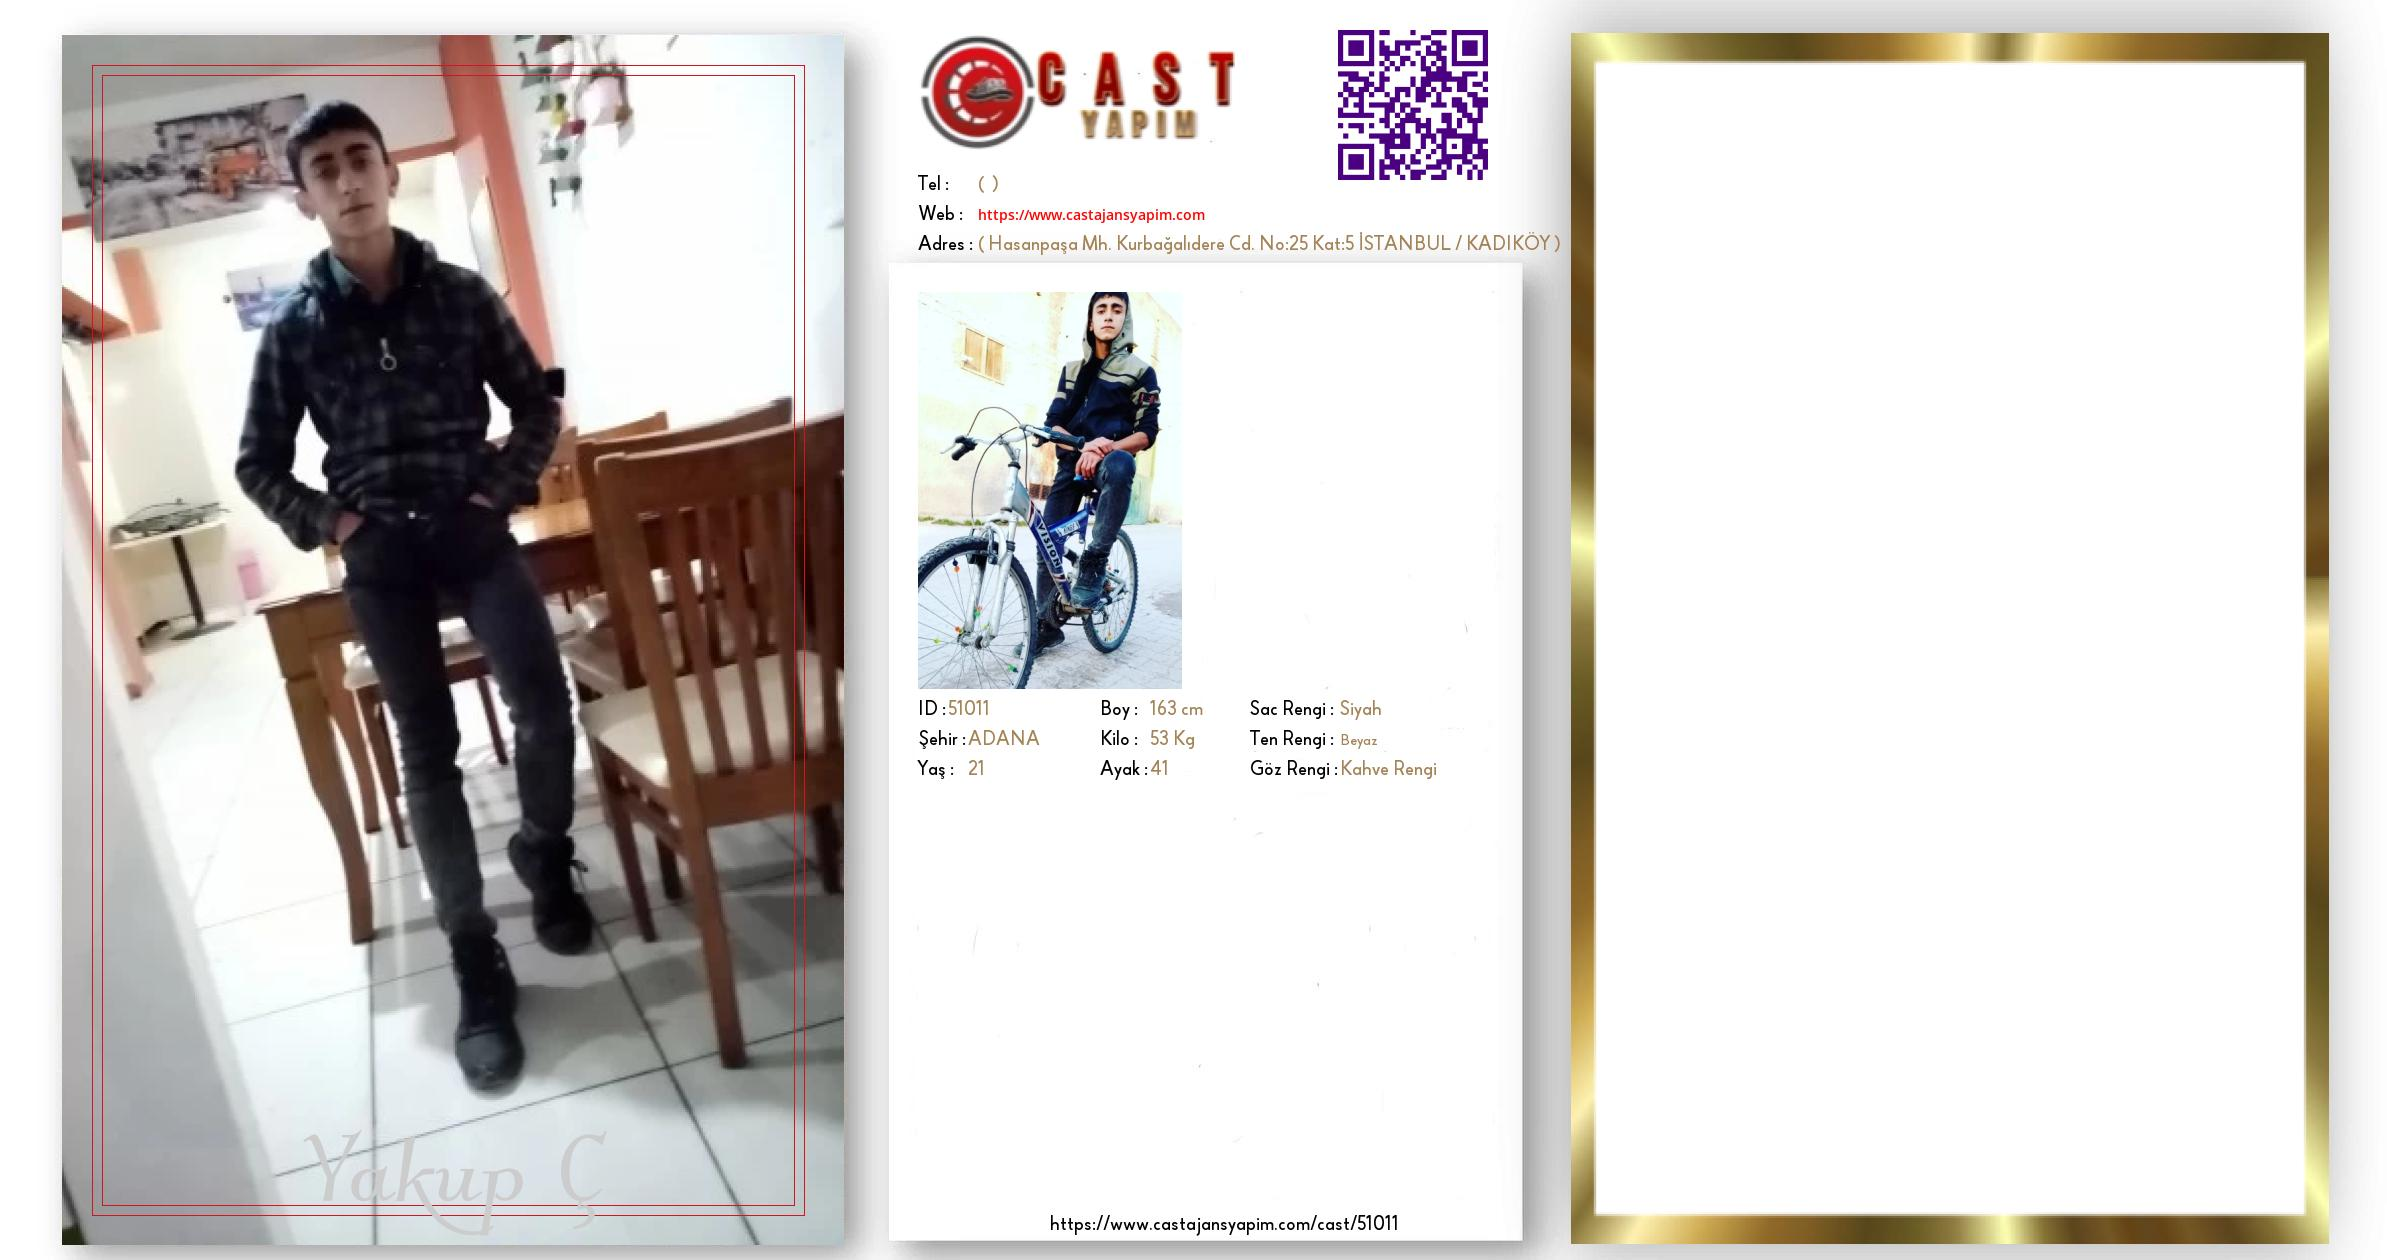 Yakup Ç
CAST
YAPIM
Tel : ( )
Web : https://www.castajansyapim.com
Adres : ( Hasanpaşa Mh. Kurbağalıdere Cd. No:25 Kat:5 İSTANBUL / KADIKÖY )
VISION
ID : 51011 Boy : 163 cm Sac Rengi : Siyah
Şehir : ADANA Kilo : 53 Kg Ten Rengi : Beyaz
Yaş : 21 Ayak : 41 Göz Rengi : Kahve Rengi
https://www.castajansyapim.com/cast/51011